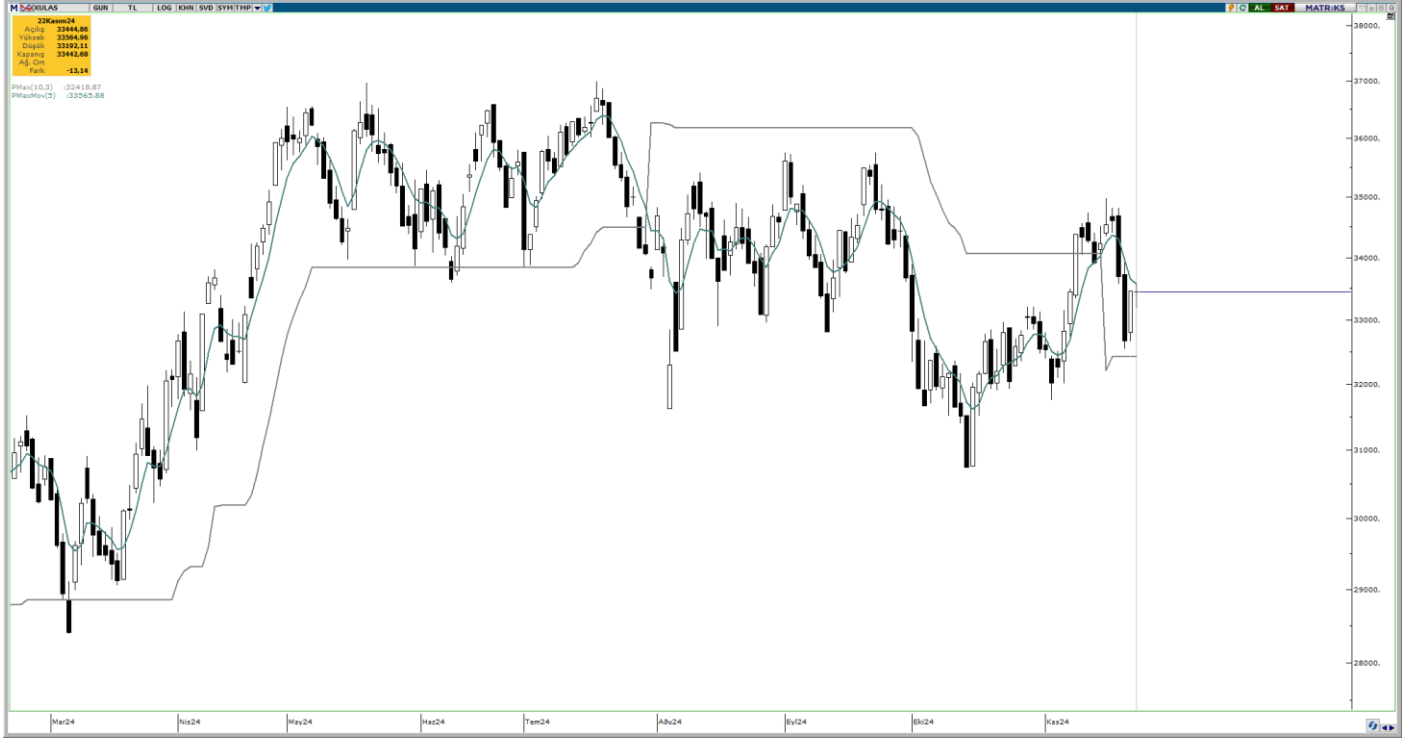 M XULAS GUN TL LOG KHN SVD SYM TMP AL SAT MATRİKS
22Kasım24
Açılış 33444,86
Yüksek 33564,96
Düşük 33192,11
Kapanış 33442,68
Ağ. Ort
Fark -13,14
PMax(10,3) :32418.87
PMaxMov(5) :33565.88
38000.
37000.
36000.
35000.
34000.
33000.
32000.
31000.
30000.
29000.
28000.
Mar24 Nis24 May24 Haz24 Tem24 Ağu24 Eyl24 Eki24 Kas24